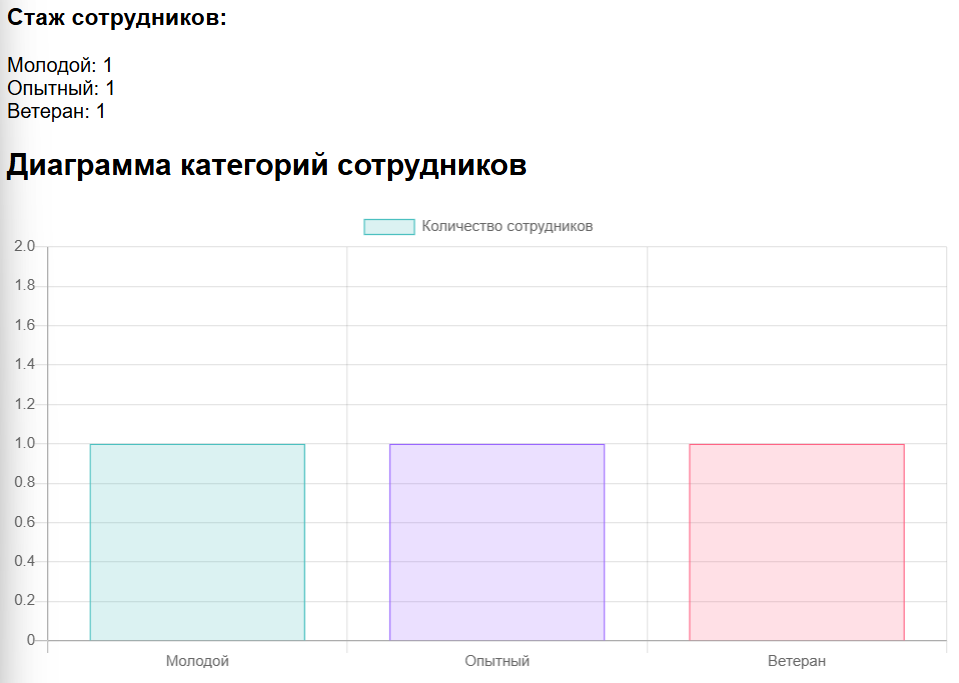 Стаж сотрудников:
Молодой: 1
Опытный: 1
Ветеран: 1
Диаграмма категорий сотрудников
Количество сотрудников
2.0
1.8
1.6
1.4
1.2
1.0
0.8
0.6
0.4
0.2
0
Молодой Опытный Ветеран